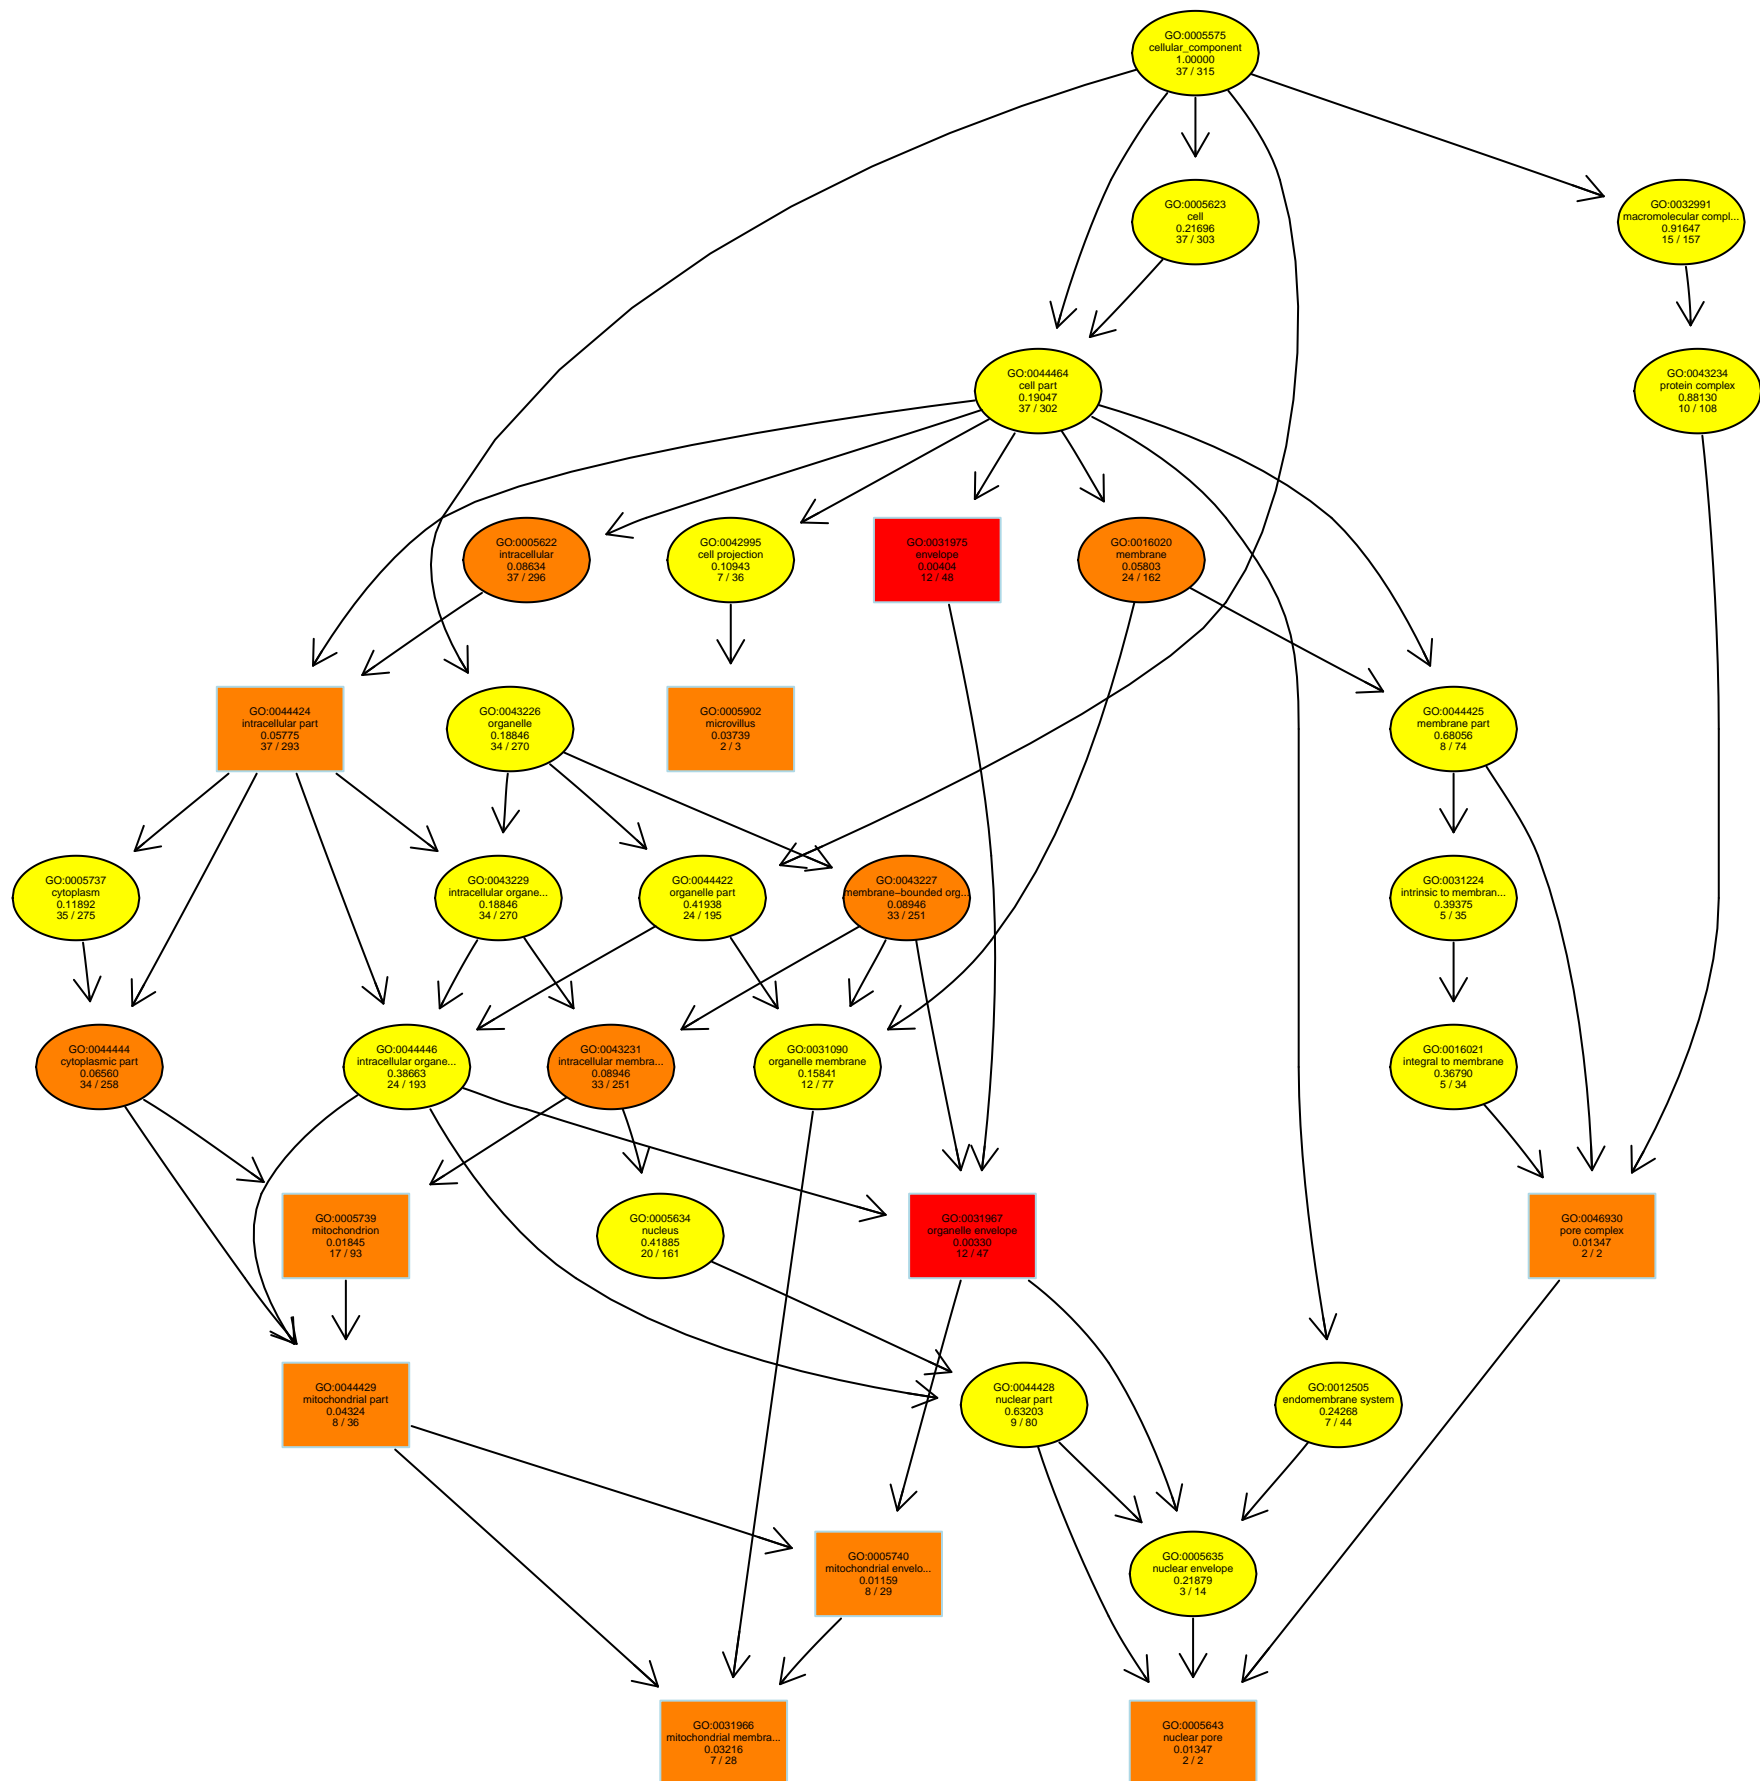 GO:0005575
cellular_component
1.00000
37 / 315
GO:0005623
cell
0.21696
37 / 303
GO:0032991
macromolecular compl...
0.91647
15 / 157
GO:0044464
cell part
0.19047
37 / 302
GO:0043234
protein complex
0.88130
10 / 108
GO:0005622
intracellular
0.08634
37 / 296
GO:0042995
cell projection
0.10943
7 / 36
GO:0031975
envelope
0.00404
12 / 48
GO:0016020
membrane
0.05803
24 / 162
GO:0044424
intracellular part
0.05775
37 / 293
GO:0043226
organelle
0.18846
34 / 270
GO:0005902
microvillus
0.03739
2 / 3
GO:0044425
membrane part
0.68056
8 / 74
GO:0005737
cytoplasm
0.11892
35 / 275
GO:0043229
intracellular organe...
0.18846
34 / 270
GO:0044422
organelle part
0.41938
24 / 195
GO:0043227
membrane−bounded org...
0.08946
33 / 251
GO:0031224
intrinsic to membran...
0.39375
5 / 35
GO:0044444
cytoplasmic part
0.06560
34 / 258
GO:0044446
intracellular organe...
0.38663
24 / 193
GO:0043231
intracellular membra...
0.08946
33 / 251
GO:0031090
organelle membrane
0.15841
12 / 77
GO:0016021
integral to membrane
0.36790
5 / 34
GO:0005739
mitochondrion
0.01845
17 / 93
GO:0005634
nucleus
0.41885
20 / 161
GO:0031967
organelle envelope
0.00330
12 / 47
GO:0046930
pore complex
0.01347
2 / 2
GO:0044429
mitochondrial part
0.04324
8 / 36
GO:0044428
nuclear part
0.63203
9 / 80
GO:0012505
endomembrane system
0.24268
7 / 44
GO:0005740
mitochondrial envelo...
0.01159
8 / 29
GO:0005635
nuclear envelope
0.21879
3 / 14
GO:0031966
mitochondrial membra...
0.03216
7 / 28
GO:0005643
nuclear pore
0.01347
2 / 2